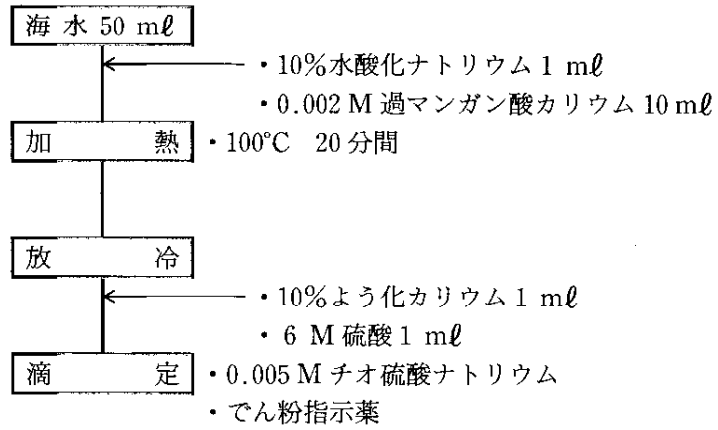 海水 50 mℓ
・10%水酸化ナトリウム 1 mℓ
・0.002 M 過マンガン酸カリウム 10 mℓ
加熱 ・100℃ 20分間
放冷
・10%よう化カリウム 1 mℓ
・6 M 硫酸 1 mℓ
滴定 ・0.005 M チオ硫酸ナトリウム
・でん粉指示薬